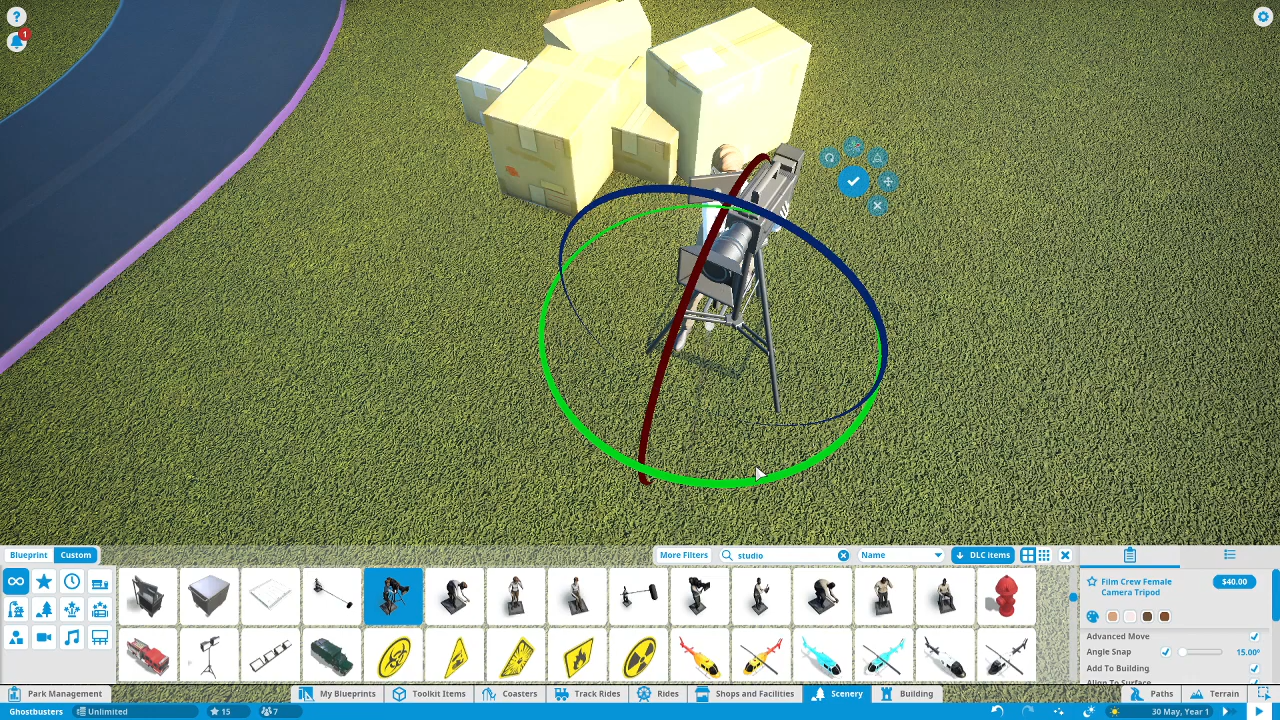 ?
1
Blueprint Custom
More Filters studio Name DLC items
Film Crew Female
Camera Tripod
$40.00
Advanced Move
Angle Snap 15.00°
Add To Building
Park Management My Blueprints Toolkit Items Coasters Track Rides Rides Shops and Facilities Scenery Building Paths Terrain
Ghostbusters Unlimited 15 7 30 May, Year 1